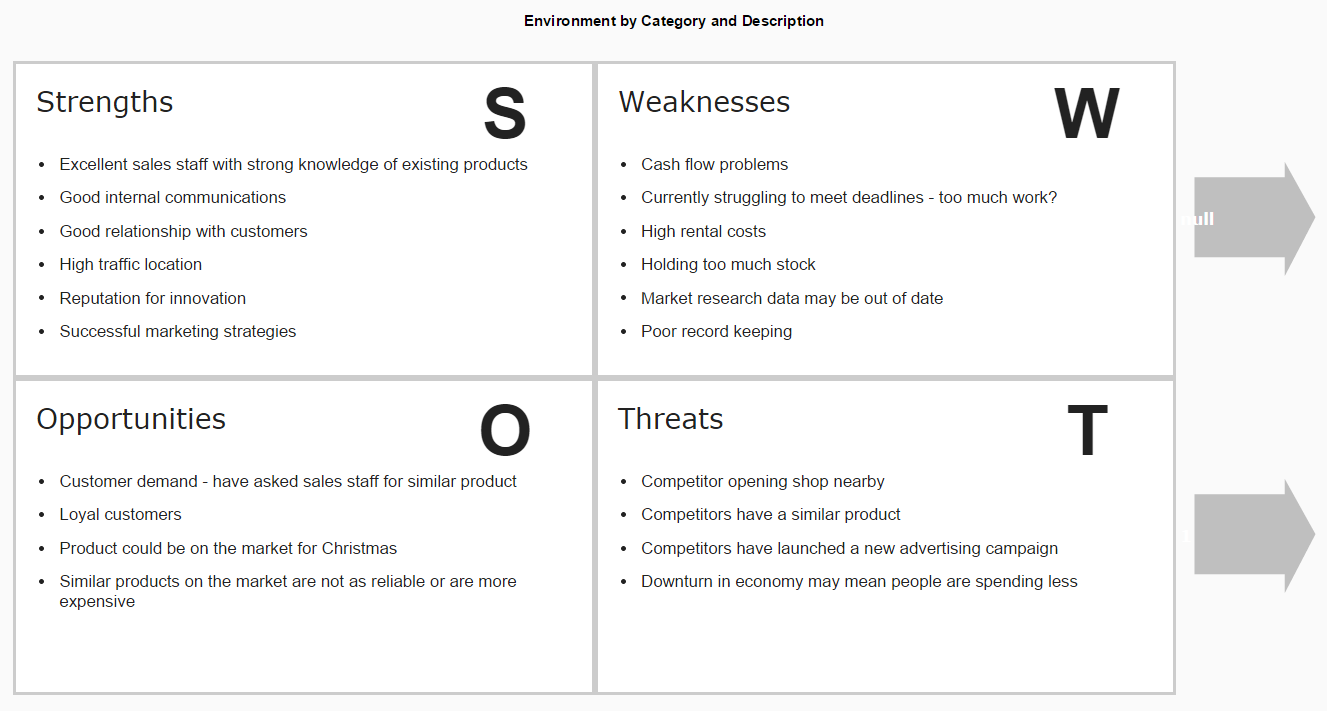 Environment by Category and Description
Strengths
S
• Excellent sales staff with strong knowledge of existing products
• Good internal communications
• Good relationship with customers
• High traffic location
• Reputation for innovation
• Successful marketing strategies
Weaknesses
W
• Cash flow problems
• Currently struggling to meet deadlines - too much work?
• High rental costs
• Holding too much stock
• Market research data may be out of date
• Poor record keeping
null
Opportunities
O
• Customer demand - have asked sales staff for similar product
• Loyal customers
• Product could be on the market for Christmas
• Similar products on the market are not as reliable or are more
expensive
Threats
T
• Competitor opening shop nearby
• Competitors have a similar product
• Competitors have launched a new advertising campaign
• Downturn in economy may mean people are spending less